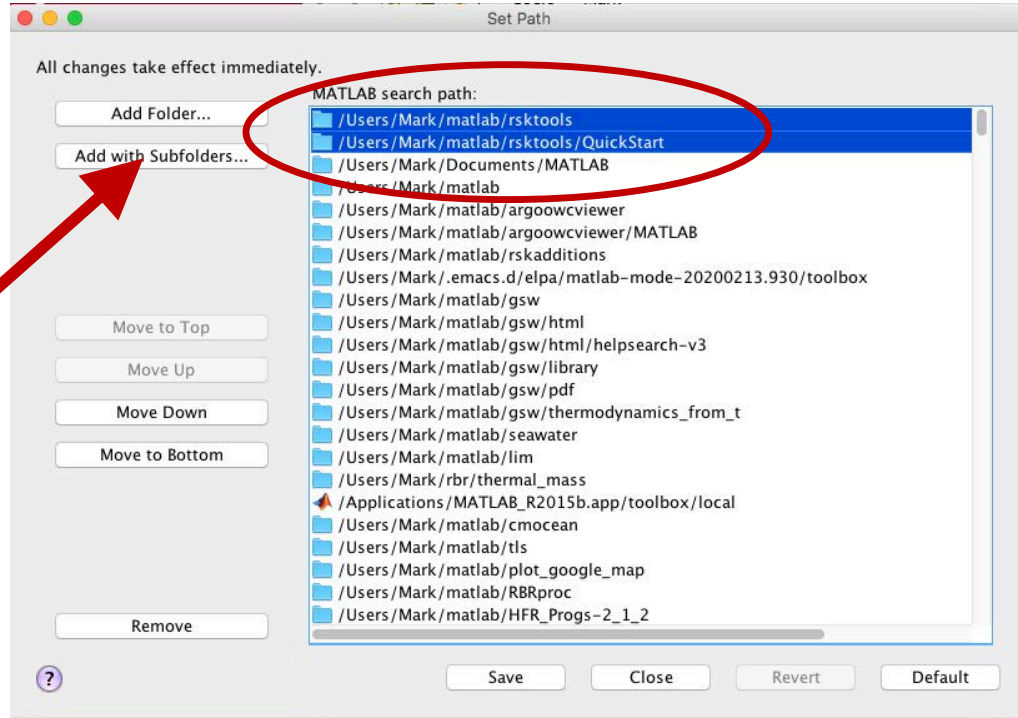 Set Path
All changes take effect immediately.
MATLAB search path:
Add Folder...
Add with Subfolders...
Move to Top
Move Up
Move Down
Move to Bottom
Remove
/Users/Mark/matlab/rsktools
/Users/Mark/matlab/rsktools/QuickStart
/Users/Mark/Documents/MATLAB
/Users/Mark/matlab
/Users/Mark/matlab/argoowcviewer
/Users/Mark/matlab/argoowcviewer/MATLAB
/Users/Mark/matlab/rskadditions
/Users/Mark/.emacs.d/elpa/matlab-mode-20200213.930/toolbox
/Users/Mark/matlab/gsw
/Users/Mark/matlab/gsw/html
/Users/Mark/matlab/gsw/html/helpsearch-v3
/Users/Mark/matlab/gsw/library
/Users/Mark/matlab/gsw/pdf
/Users/Mark/matlab/gsw/thermodynamics_from_t
/Users/Mark/matlab/seawater
/Users/Mark/matlab/lim
/Users/Mark/rbr/thermal_mass
/Applications/MATLAB_R2015b.app/toolbox/local
/Users/Mark/matlab/cmocean
/Users/Mark/matlab/tls
/Users/Mark/matlab/plot_google_map
/Users/Mark/matlab/RBRproc
/Users/Mark/matlab/HFR_Progs-2_1_2
?
Save
Close
Revert
Default